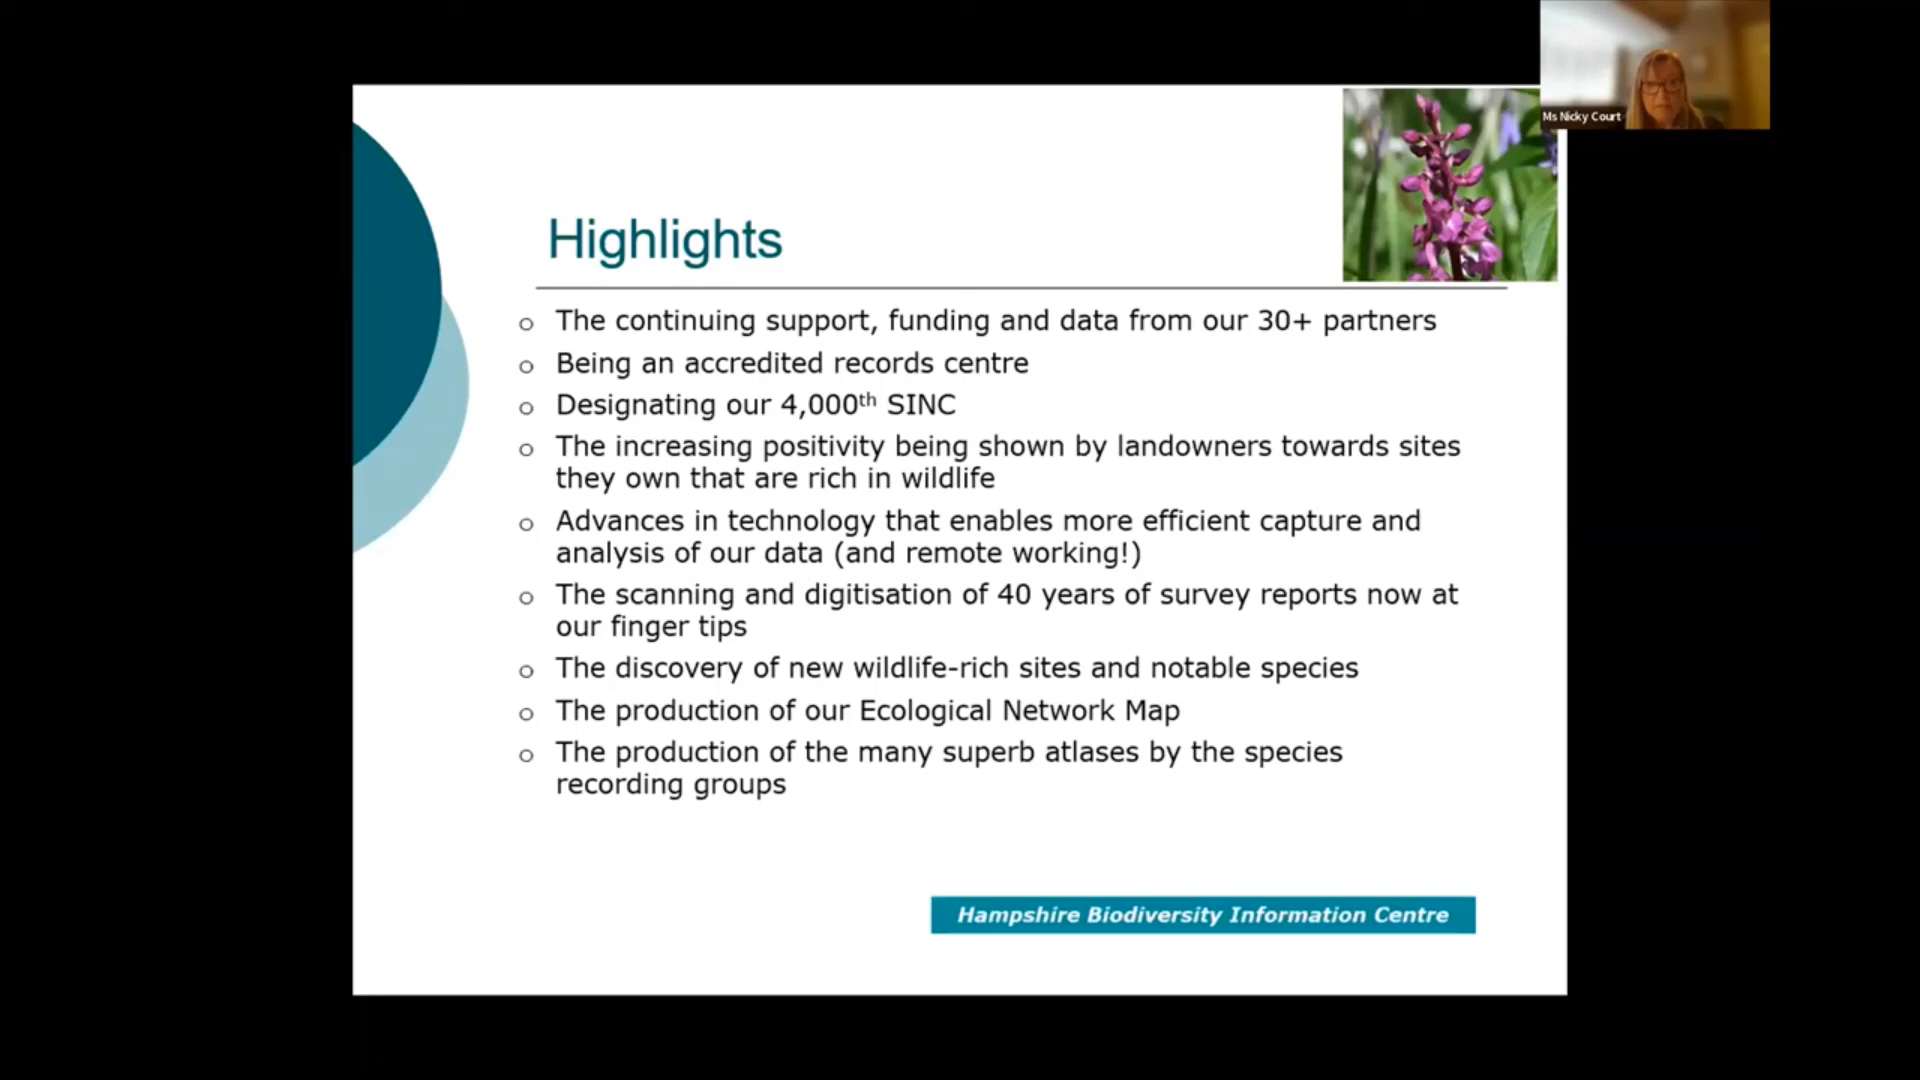 Ms Nicky Court
Highlights
o The continuing support, funding and data from our 30+ partners
o Being an accredited records centre
o Designating our 4,000th SINC
o The increasing positivity being shown by landowners towards sites
they own that are rich in wildlife
o Advances in technology that enables more efficient capture and
analysis of our data (and remote working!)
o The scanning and digitisation of 40 years of survey reports now at
our finger tips
o The discovery of new wildlife-rich sites and notable species
o The production of our Ecological Network Map
o The production of the many superb atlases by the species
recording groups
Hampshire Biodiversity Information Centre